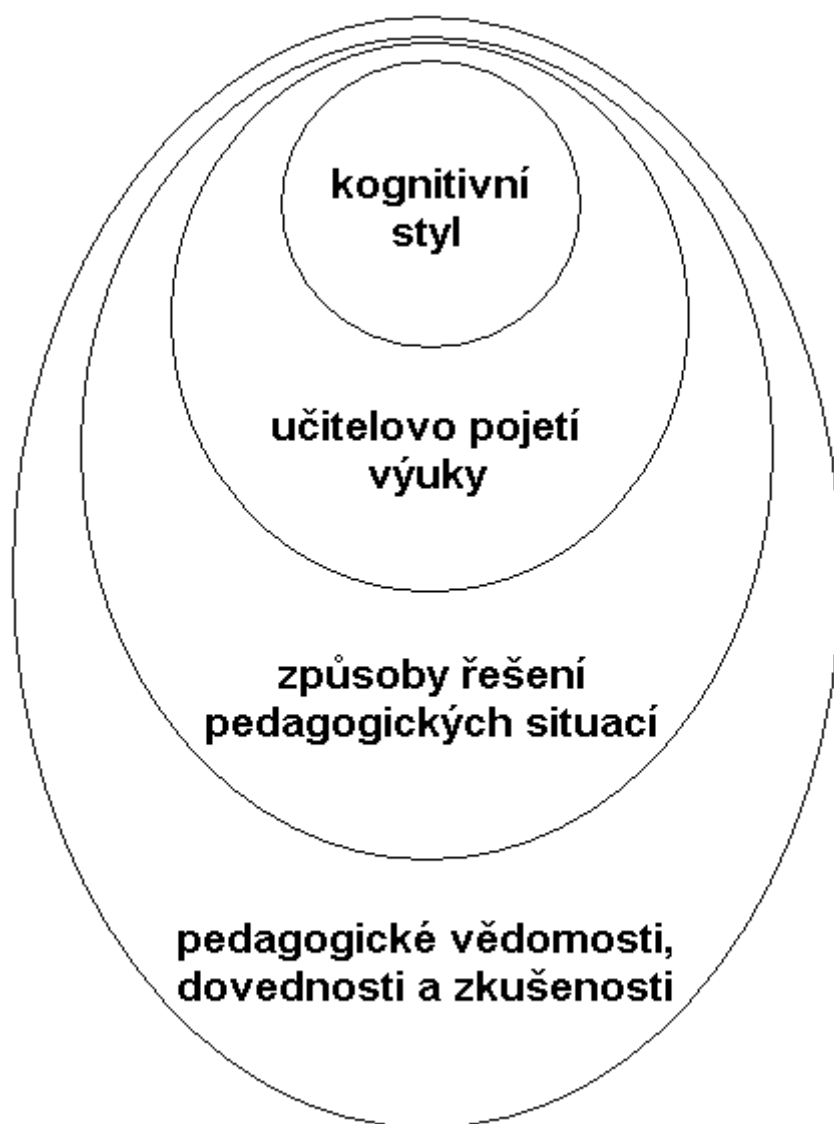 kognitivní
styl
učitelovo pojetí
výuky
způsoby řešení
pedagogických situací
pedagogické vědomosti,
dovednosti a zkušenosti